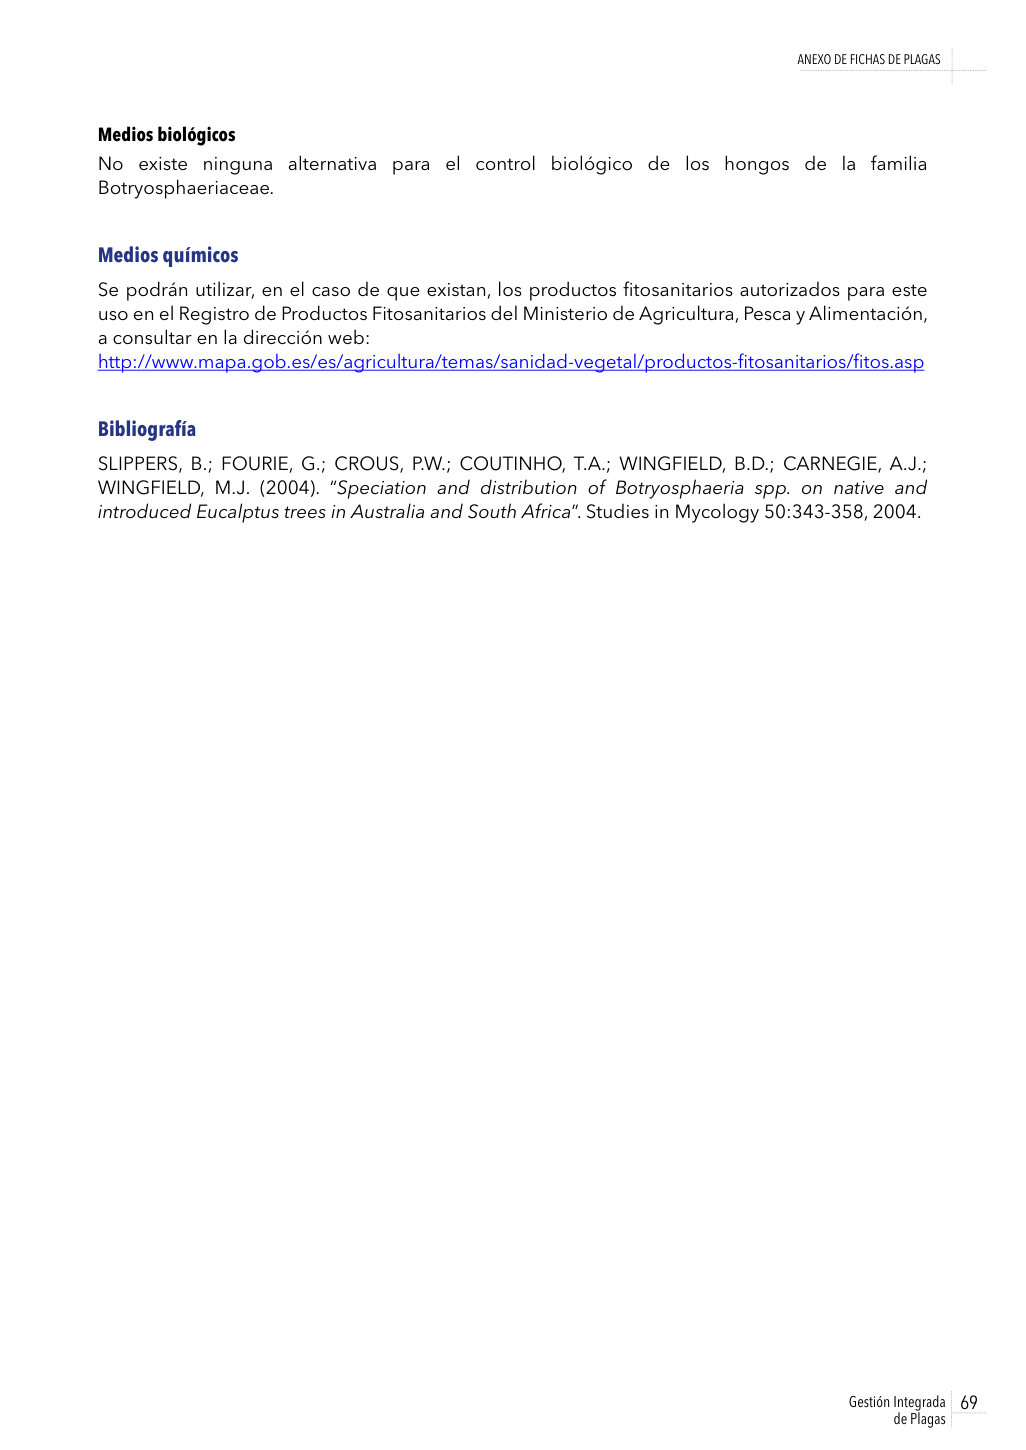 ANEXO DE FICHAS DE PLAGAS
Medios biológicos
No existe ninguna alternativa para el control biológico de los hongos de la familia
Botryosphaeriaceae.
Medios químicos
Se podrán utilizar, en el caso de que existan, los productos fitosanitarios autorizados para este
uso en el Registro de Productos Fitosanitarios del Ministerio de Agricultura, Pesca y Alimentación,
a consultar en la dirección web:
http://www.mapa.gob.es/es/agricultura/temas/sanidad-vegetal/productos-fitosanitarios/fitos.asp
Bibliografía
SLIPPERS, B.; FOURIE, G.; CROUS, P.W.; COUTINHO, T.A.; WINGFIELD, B.D.; CARNEGIE, A.J.;
WINGFIELD, M.J. (2004). “Speciation and distribution of Botryosphaeria spp. on native and
introduced Eucalptus trees in Australia and South Africa”. Studies in Mycology 50:343-358, 2004.
Gestión Integrada 69
de Plagas